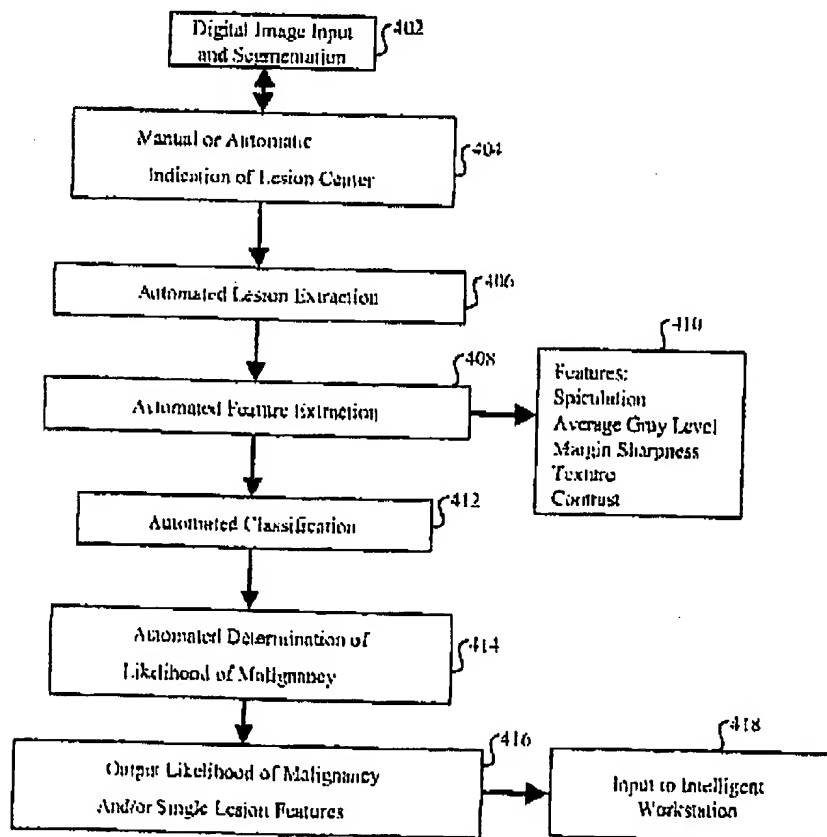 Digital Image Input
and Segmentation
402
Manual or Automatic
Indication of Lesion Center
404
Automated Lesion Extraction
406
Automated Feature Extraction
408
410
Features:
Spiculation
Average Gray Level
Margin Sharpness
Texture
Contrast
Automated Classification
412
Automated Determination of
Likelihood of Malignancy
414
Output Likelihood of Malignancy
And/or Single Lesion Features
416
418
Input to Intelligent
Workstation